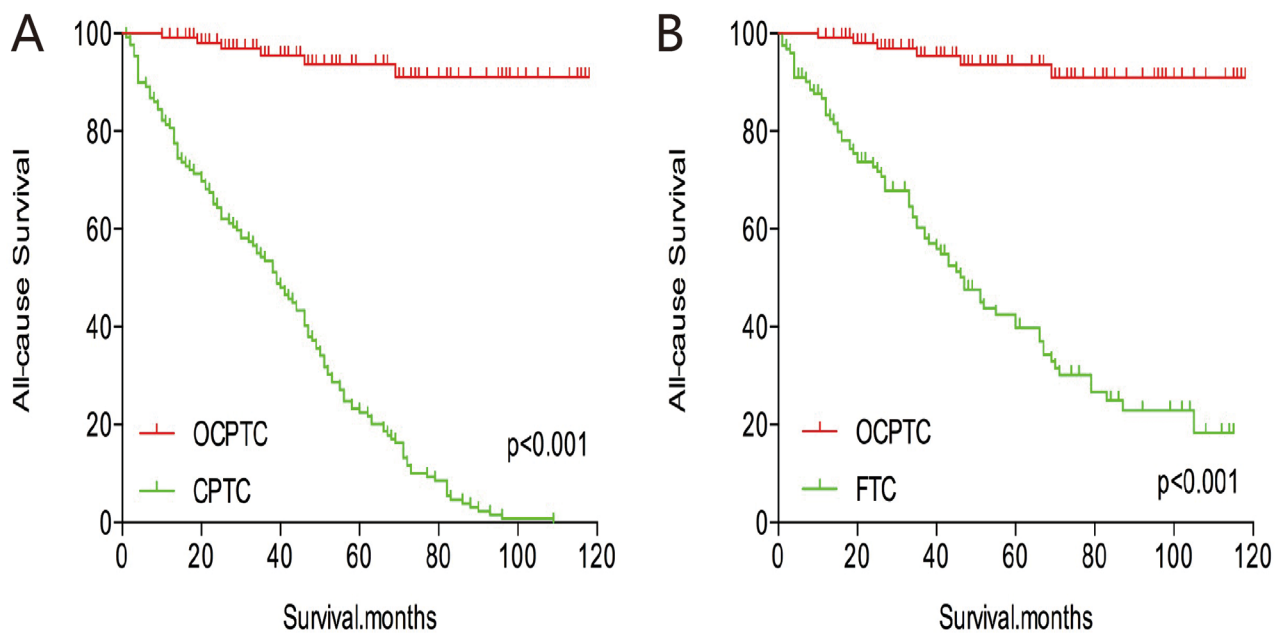 A
All-cause Survival
100
80
60
40
20
0
OCPTC
CPTC
p<0.001
0 20 40 60 80 100 120
Survival.months
B
All-cause Survival
100
80
60
40
20
0
OCPTC
FTC
p<0.001
0 20 40 60 80 100 120
Survival.months